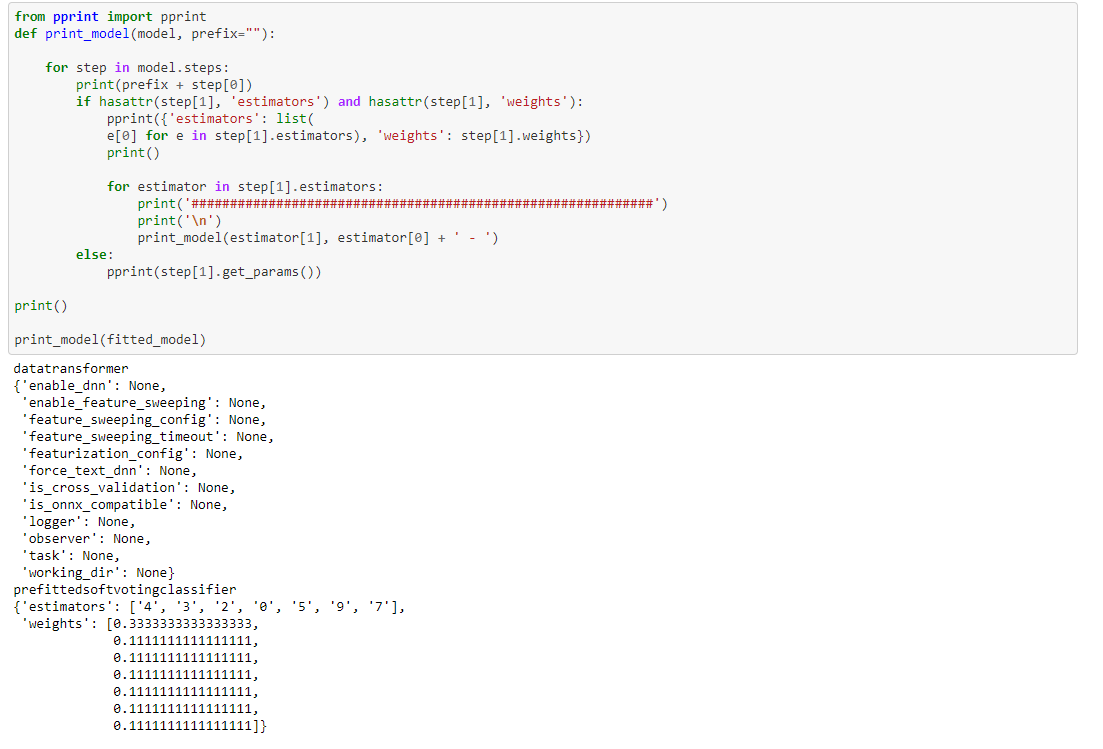 from pprint import pprint
def print_model(model, prefix=""):
    for step in model.steps:
        print(prefix + step[0])
        if hasattr(step[1], 'estimators') and hasattr(step[1], 'weights'):
            pprint({'estimators': list(
            e[0] for e in step[1].estimators), 'weights': step[1].weights})
            print()
            for estimator in step[1].estimators:
                print('############################################################')
                print('\n')
                print_model(estimator[1], estimator[0] + ' - ')
        else:
            pprint(step[1].get_params())
print()
print_model(fitted_model)
datatransformer
{'enable_dnn': None,
 'enable_feature_sweeping': None,
 'feature_sweeping_config': None,
 'feature_sweeping_timeout': None,
 'featurization_config': None,
 'force_text_dnn': None,
 'is_cross_validation': None,
 'is_onnx_compatible': None,
 'logger': None,
 'observer': None,
 'task': None,
 'working_dir': None}
prefittedsoftvotingclassifier
{'estimators': ['4', '3', '2', '0', '5', '9', '7'],
 'weights': [0.3333333333333333,
             0.1111111111111111,
             0.1111111111111111,
             0.1111111111111111,
             0.1111111111111111,
             0.1111111111111111,
             0.1111111111111111]}